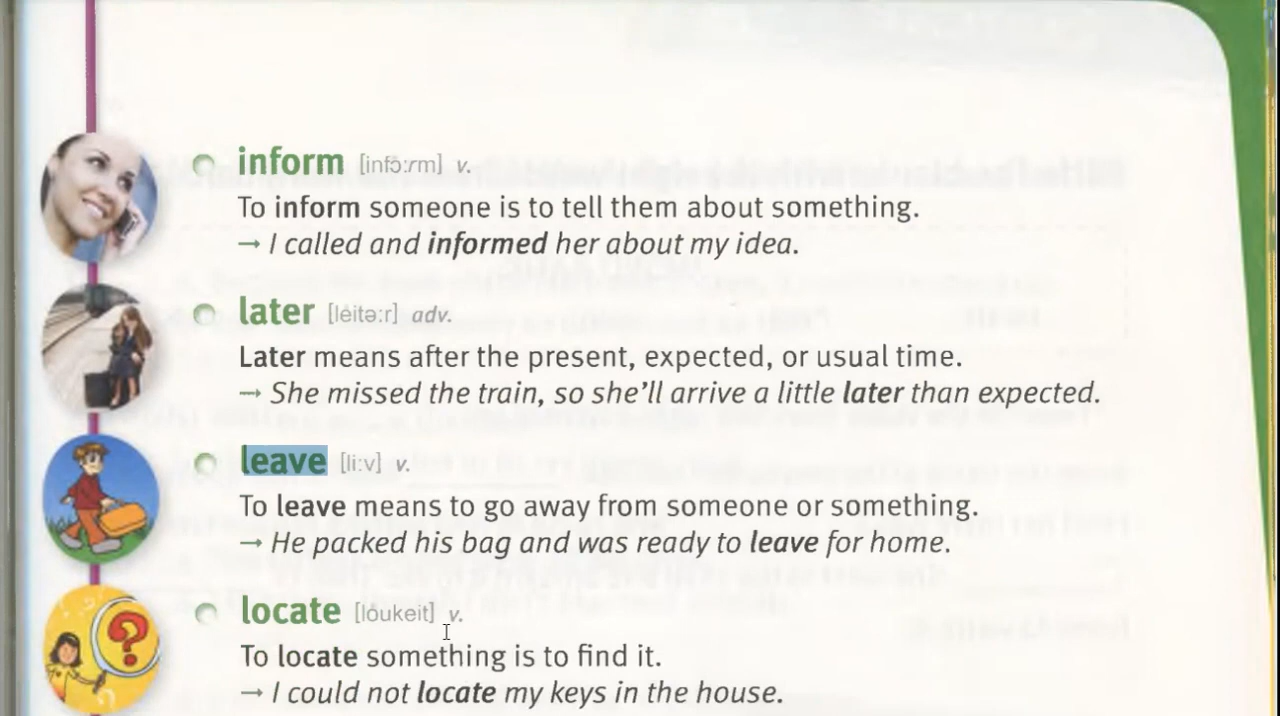 inform [infɔ́ːrm] v.
To inform someone is to tell them about something.
→ I called and informed her about my idea.
later [léitəːr] adv.
Later means after the present, expected, or usual time.
→ She missed the train, so she'll arrive a little later than expected.
leave [liːv] v.
To leave means to go away from someone or something.
→ He packed his bag and was ready to leave for home.
locate [loukeit] v.
To locate something is to find it.
→ I could not locate my keys in the house.